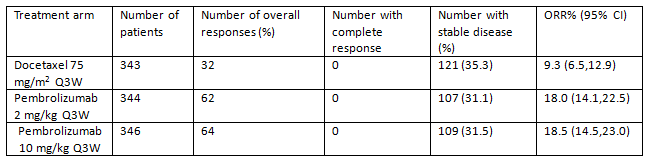 Treatment arm Number of patients Number of overall responses (%) Number with complete response Number with stable disease (%) ORR% (95% CI)
Docetaxel 75 mg/m² Q3W 343 32 0 121 (35.3) 9.3 (6.5,12.9)
Pembrolizumab 2 mg/kg Q3W 344 62 0 107 (31.1) 18.0 (14.1,22.5)
Pembrolizumab 10 mg/kg Q3W 346 64 0 109 (31.5) 18.5 (14.5,23.0)